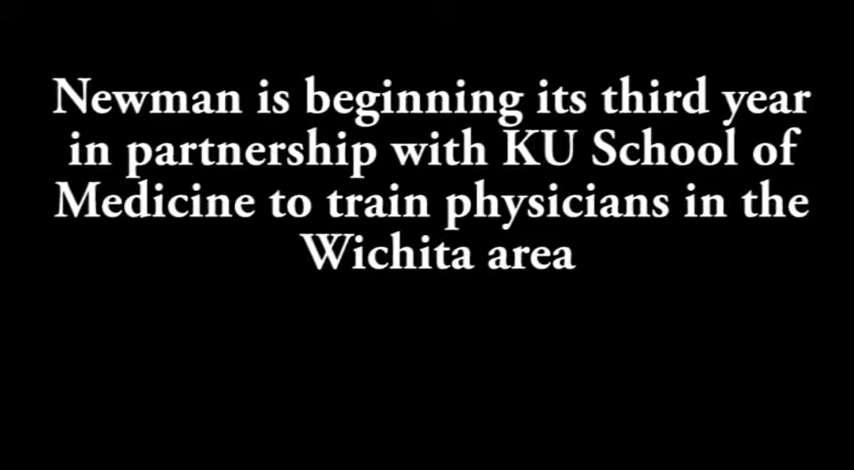 Newman is beginning its third year
in partnership with KU School of
Medicine to train physicians in the
Wichita area